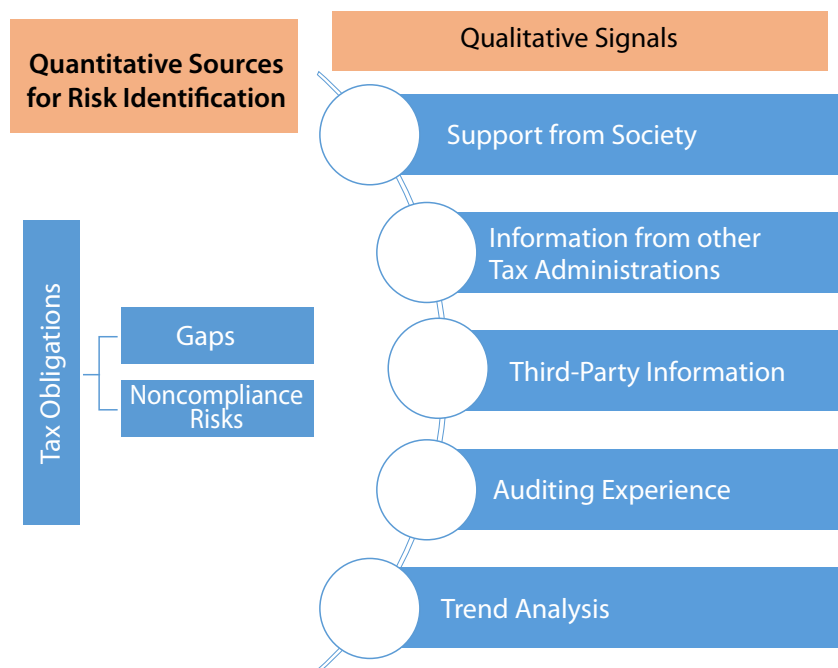 Quantitative Sources
for Risk Identification
Tax Obligations
Gaps
Noncompliance
Risks
Qualitative Signals
Support from Society
Information from other
Tax Administrations
Third-Party Information
Auditing Experience
Trend Analysis